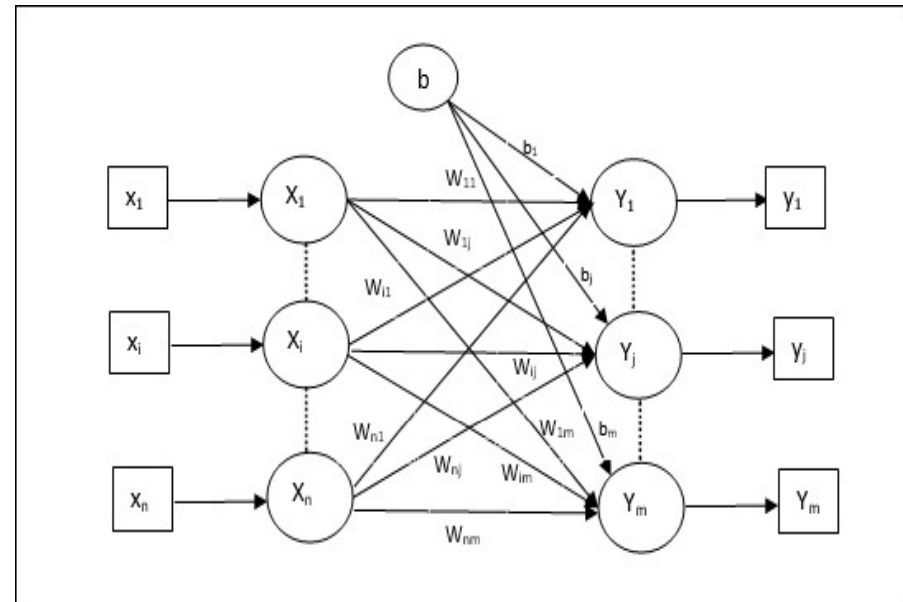 b
b₁
x₁ X₁ W₁₁ Y₁ y₁
W₁ⱼ
bⱼ
Wᵢ₁
xᵢ Xᵢ Wᵢⱼ Yⱼ yⱼ
Wₙ₁ W₁ₘ bₘ
Wₙⱼ Wᵢₘ
xₙ Xₙ Yₘ Yₘ
Wₙₘ